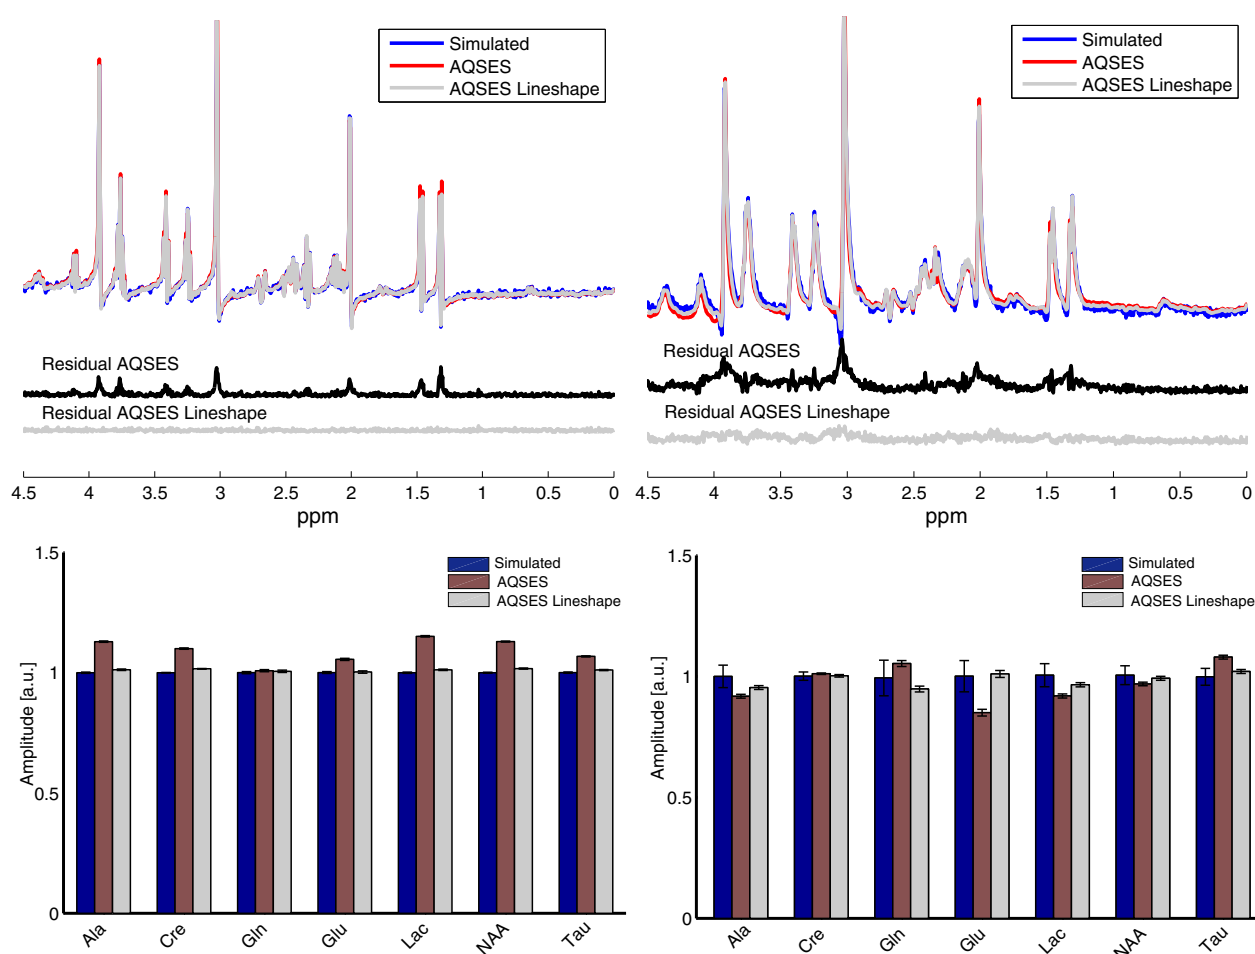 Simulated
AQSES
AQSES Lineshape
Residual AQSES
Residual AQSES Lineshape
4.5 4 3.5 3 2.5 2 1.5 1 0.5 0
ppm
Simulated
AQSES
AQSES Lineshape
Residual AQSES
Residual AQSES Lineshape
4.5 4 3.5 3 2.5 2 1.5 1 0.5 0
ppm
1.5
1
0.5
0
Amplitude [a.u.]
Simulated
AQSES
AQSES Lineshape
Ala Cre Gln Glu Lac NAA Tau
1.5
1
0.5
0
Amplitude [a.u.]
Simulated
AQSES
AQSES Lineshape
Ala Cre Gln Glu Lac NAA Tau